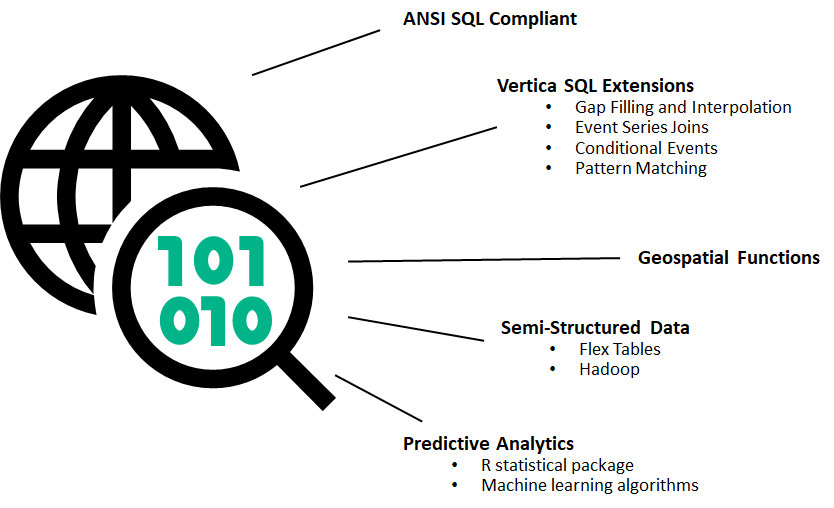 ANSI SQL Compliant
Vertica SQL Extensions
• Gap Filling and Interpolation
• Event Series Joins
• Conditional Events
• Pattern Matching
101
010
Geospatial Functions
Semi-Structured Data
• Flex Tables
• Hadoop
Predictive Analytics
• R statistical package
• Machine learning algorithms